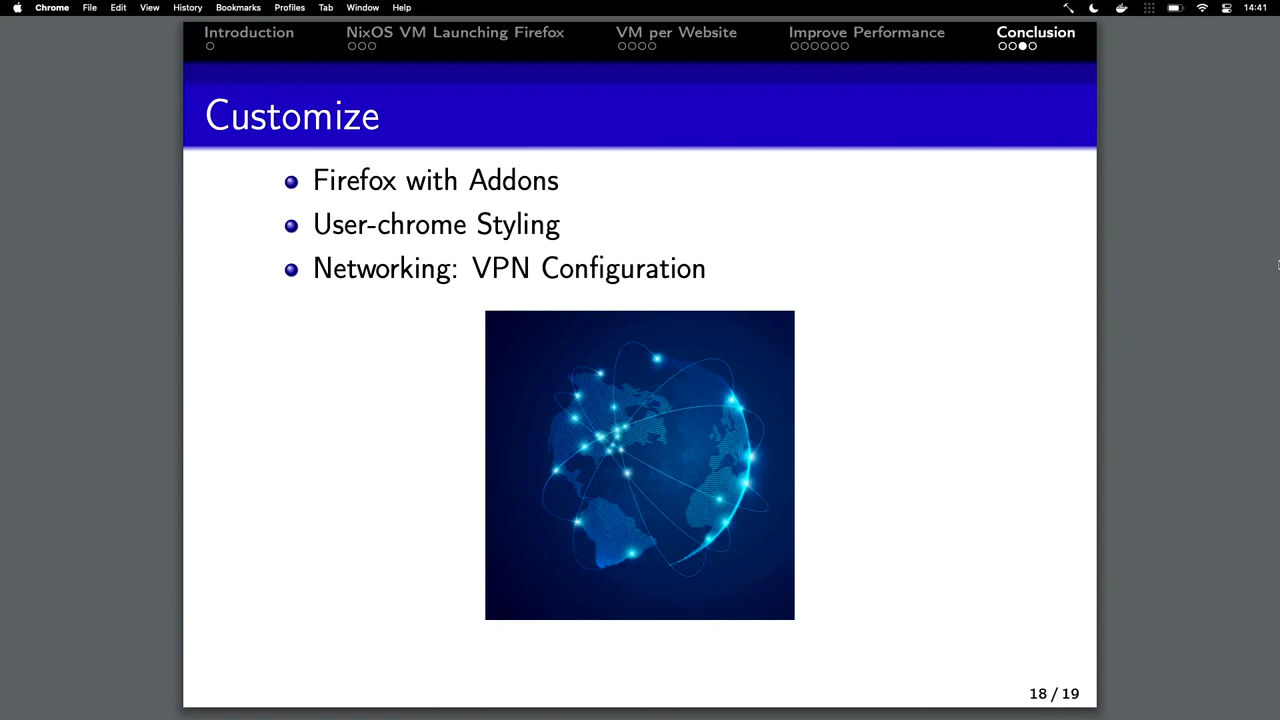 Chrome File Edit View History Bookmarks Profiles Tab Window Help 14:41
Introduction NixOS VM Launching Firefox VM per Website Improve Performance Conclusion
Customize
Firefox with Addons
User-chrome Styling
Networking: VPN Configuration
18 / 19